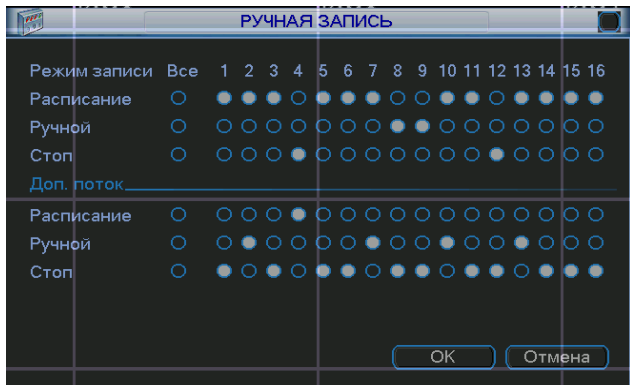 РУЧНАЯ ЗАПИСЬ
Режим записи Все 1 2 3 4 5 6 7 8 9 10 11 12 13 14 15 16
Расписание
Ручной
Стоп
Доп. поток
Расписание
Ручной
Стоп
OK Отмена